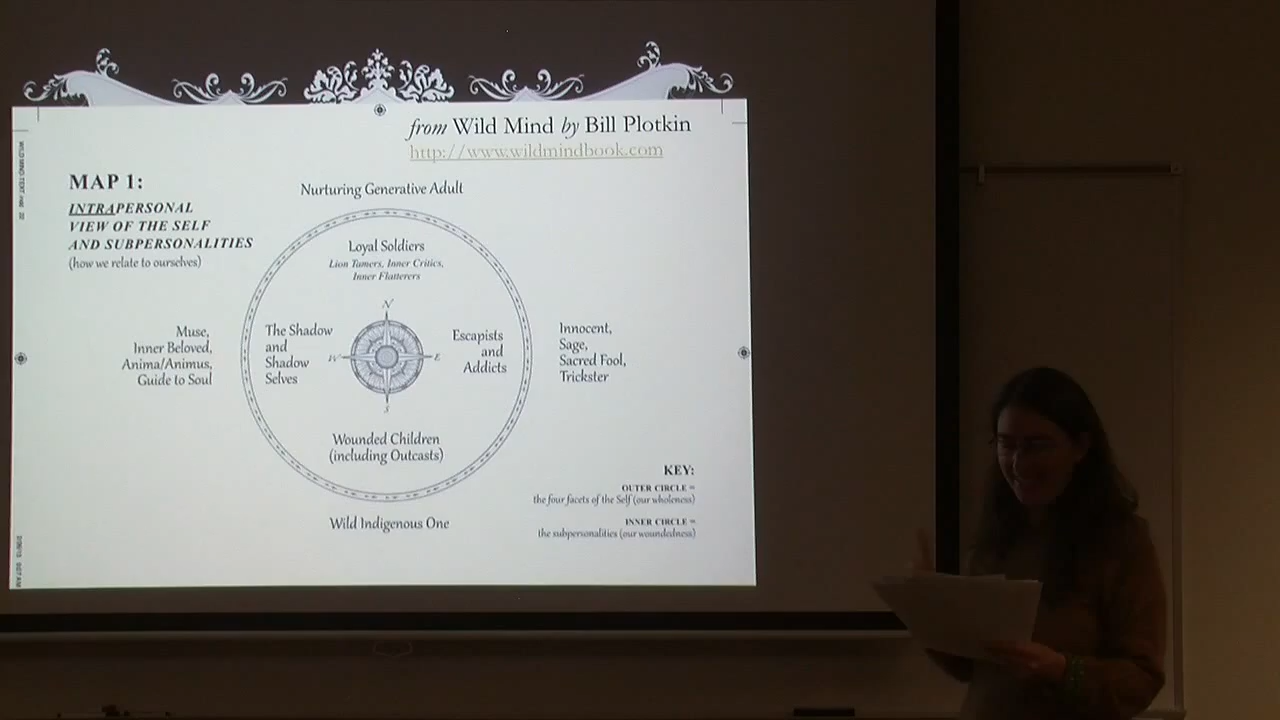 from Wild Mind by Bill Plotkin
http://www.wildmindbook.com
MAP 1:
INTRAPERSONAL
VIEW OF THE SELF
AND SUBPERSONALITIES
(how we relate to ourselves)
Nurturing Generative Adult
Loyal Soldiers
Lion Tamers, Inner Critics,
Inner Flatterers
N
Muse,
Inner Beloved,
Anima/Animus,
Guide to Soul
The Shadow
and
Shadow
Selves
W
E
Escapists
and
Addicts
Innocent,
Sage,
Sacred Fool,
Trickster
S
Wounded Children
(including Outcasts)
Wild Indigenous One
KEY:
OUTER CIRCLE =
the four facets of the Self (our wholeness)
INNER CIRCLE =
the subpersonalities (our woundedness)